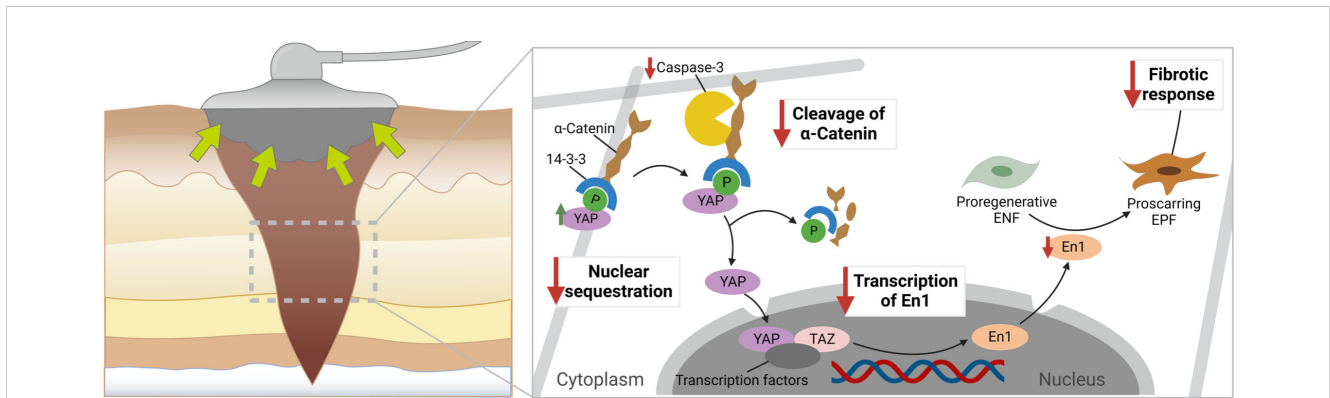 Caspase-3
Cleavage of
α-Catenin
Fibrotic
response
α-Catenin
14-3-3
P
YAP
P
YAP
Proregenerative
ENF
Proscarring
EPF
P
En1
Nuclear
sequestration
YAP
Transcription
of En1
YAP
TAZ
En1
Transcription factors
Cytoplasm
Nucleus